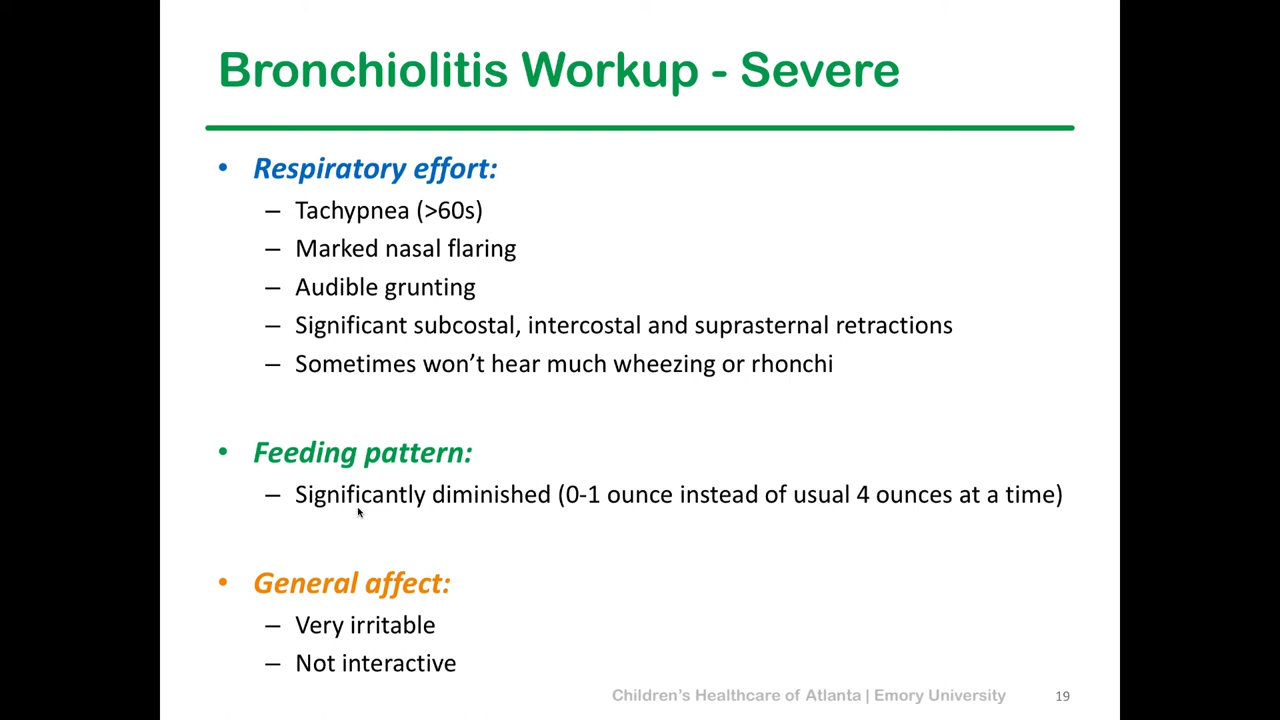 Bronchiolitis Workup - Severe
• Respiratory effort:
– Tachypnea (>60s)
– Marked nasal flaring
– Audible grunting
– Significant subcostal, intercostal and suprasternal retractions
– Sometimes won’t hear much wheezing or rhonchi
• Feeding pattern:
– Significantly diminished (0-1 ounce instead of usual 4 ounces at a time)
• General affect:
– Very irritable
– Not interactive
Children’s Healthcare of Atlanta | Emory University 19